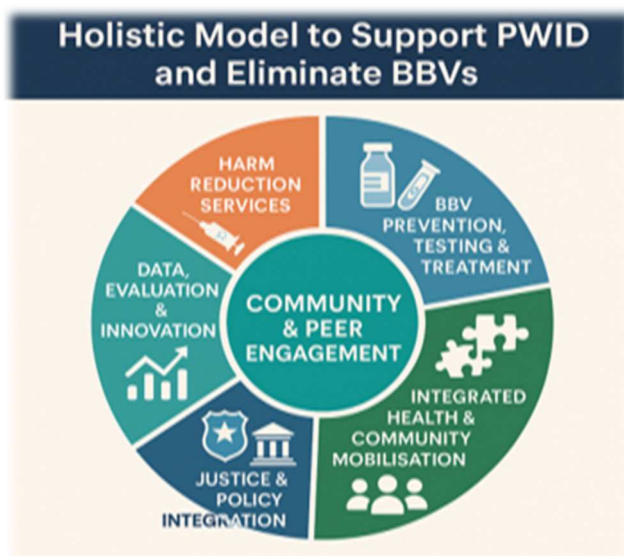 Holistic Model to Support PWID
and Eliminate BBVs
HARM
REDUCTION
SERVICES
BBV
PREVENTION,
TESTING &
TREATMENT
DATA,
EVALUATION
&
INNOVATION
COMMUNITY
& PEER
ENGAGEMENT
INTEGRATED
HEALTH &
COMMUNITY
MOBILISATION
JUSTICE &
POLICY
INTEGRATION